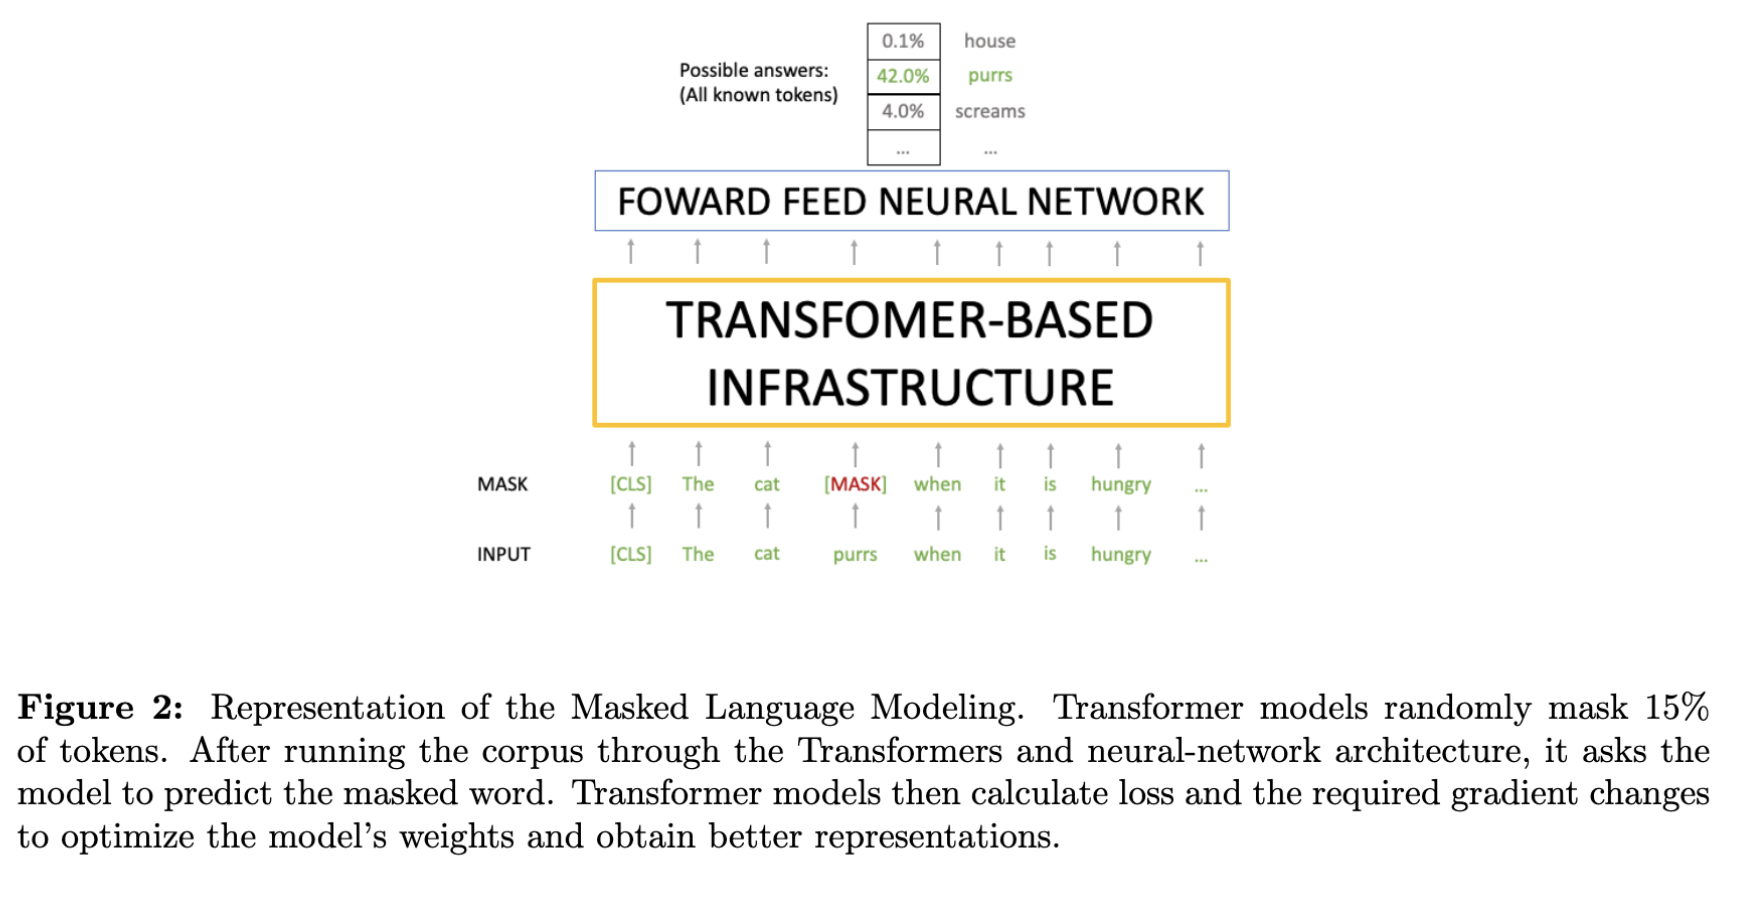 0.1% house
Possible answers:
42.0% purrs
(All known tokens)
4.0% screams
... ...
FOWARD FEED NEURAL NETWORK
TRANSFOMER-BASED
INFRASTRUCTURE
MASK [CLS] The cat [MASK] when it is hungry ...
INPUT [CLS] The cat purrs when it is hungry ...
Figure 2: Representation of the Masked Language Modeling. Transformer models randomly mask 15%
of tokens. After running the corpus through the Transformers and neural-network architecture, it asks the
model to predict the masked word. Transformer models then calculate loss and the required gradient changes
to optimize the model's weights and obtain better representations.